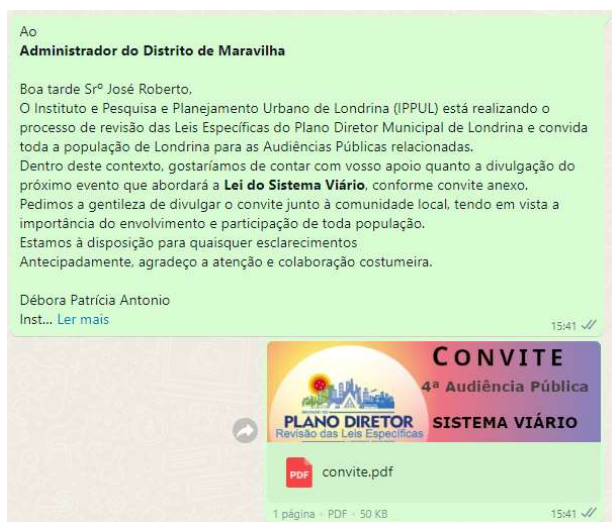 Ao
Administrador do Distrito de Maravilha
Boa tarde Srº José Roberto,
O Instituto e Pesquisa e Planejamento Urbano de Londrina (IPPUL) está realizando o
processo de revisão das Leis Específicas do Plano Diretor Municipal de Londrina e convida
toda a população de Londrina para as Audiências Públicas relacionadas.
Dentro deste contexto, gostaríamos de contar com vosso apoio quanto a divulgação do
próximo evento que abordará a Lei do Sistema Viário, conforme convite anexo.
Pedimos a gentileza de divulgar o convite junto à comunidade local, tendo em vista a
importância do envolvimento e participação de toda população.
Estamos à disposição para quaisquer esclarecimentos
Antecipadamente, agradeço a atenção e colaboração costumeira.
Débora Patrícia Antonio
Inst... Ler mais
15:41
CONVITE
4ª Audiência Pública
SISTEMA VIÁRIO
PLANO DIRETOR
Revisão das Leis Específicas
PDF
convite.pdf
1 página · PDF · 50 KB
15:41